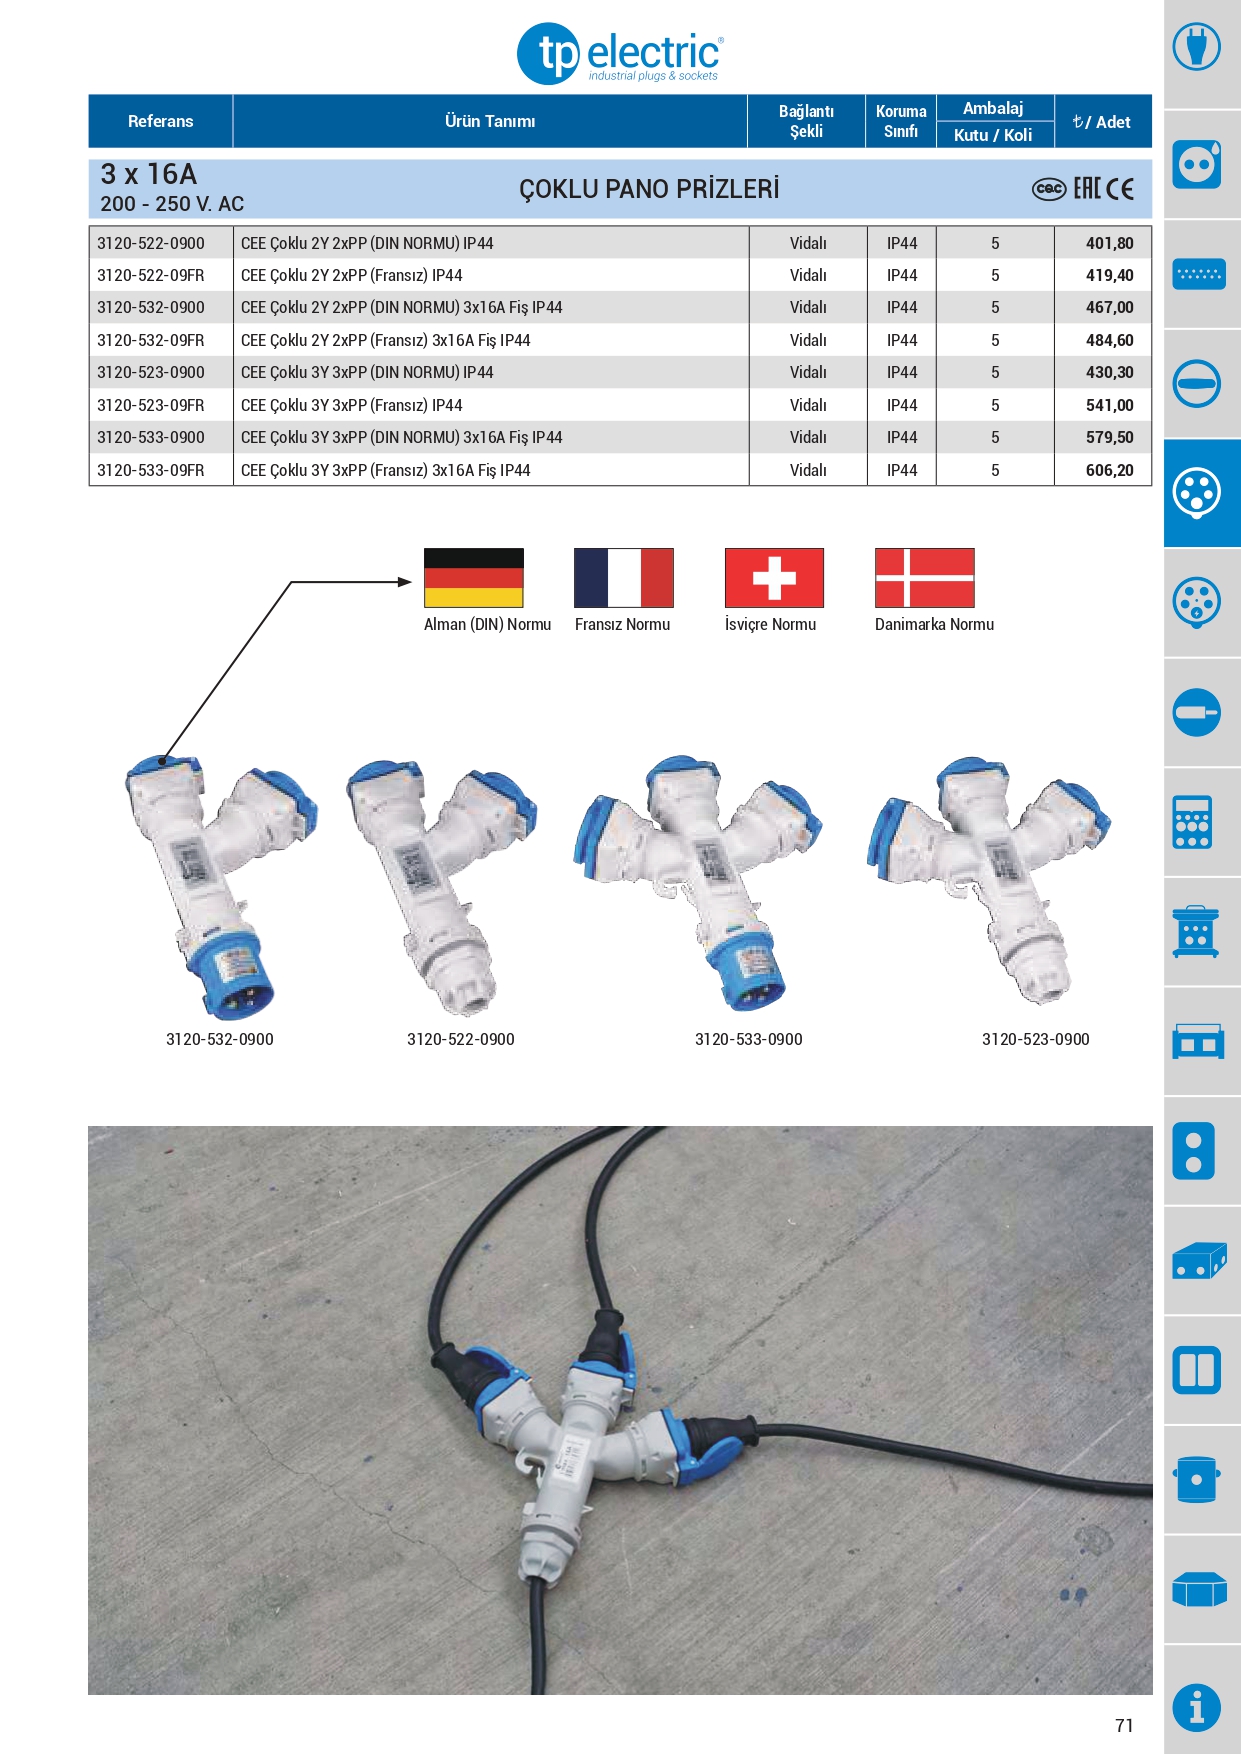 tp electric®
industrial plugs & sockets
Referans Ürün Tanımı Bağlantı Şekli Koruma Sınıfı Ambalaj Kutu / Koli ₺/ Adet
3 x 16A
200 - 250 V. AC
ÇOKLU PANO PRİZLERİ
CQC EAC CE
3120-522-0900 CEE Çoklu 2Y 2xPP (DIN NORMU) IP44 Vidalı IP44 5 401,80
3120-522-09FR CEE Çoklu 2Y 2xPP (Fransız) IP44 Vidalı IP44 5 419,40
3120-532-0900 CEE Çoklu 2Y 2xPP (DIN NORMU) 3x16A Fiş IP44 Vidalı IP44 5 467,00
3120-532-09FR CEE Çoklu 2Y 2xPP (Fransız) 3x16A Fiş IP44 Vidalı IP44 5 484,60
3120-523-0900 CEE Çoklu 3Y 3xPP (DIN NORMU) IP44 Vidalı IP44 5 430,30
3120-523-09FR CEE Çoklu 3Y 3xPP (Fransız) IP44 Vidalı IP44 5 541,00
3120-533-0900 CEE Çoklu 3Y 3xPP (DIN NORMU) 3x16A Fiş IP44 Vidalı IP44 5 579,50
3120-533-09FR CEE Çoklu 3Y 3xPP (Fransız) 3x16A Fiş IP44 Vidalı IP44 5 606,20
Alman (DIN) Normu Fransız Normu İsviçre Normu Danimarka Normu
3120-532-0900 3120-522-0900 3120-533-0900 3120-523-0900
71